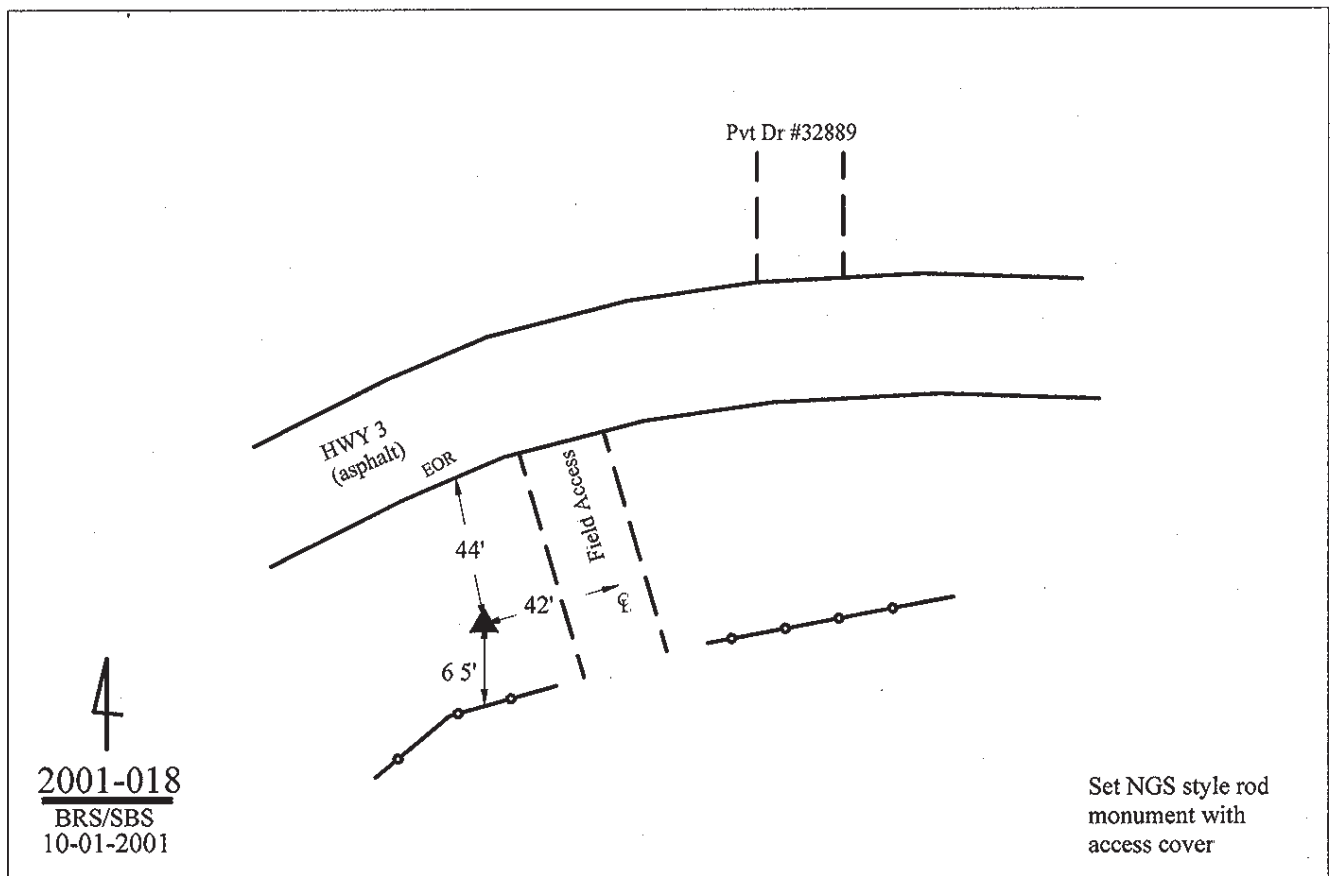 Pvt Dr #32889
HWY 3
(asphalt)
EOR
Field Access
44'
42'
℄
6 5'
2001-018
BRS/SBS
10-01-2001
Set NGS style rod
monument with
access cover